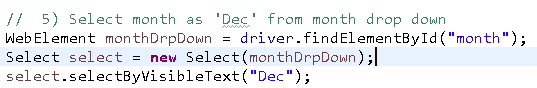 //  5) Select month as 'Dec' from month drop down
WebElement monthDrpDown = driver.findElementById("month");
Select select = new Select(monthDrpDown);
select.selectByVisibleText("Dec");